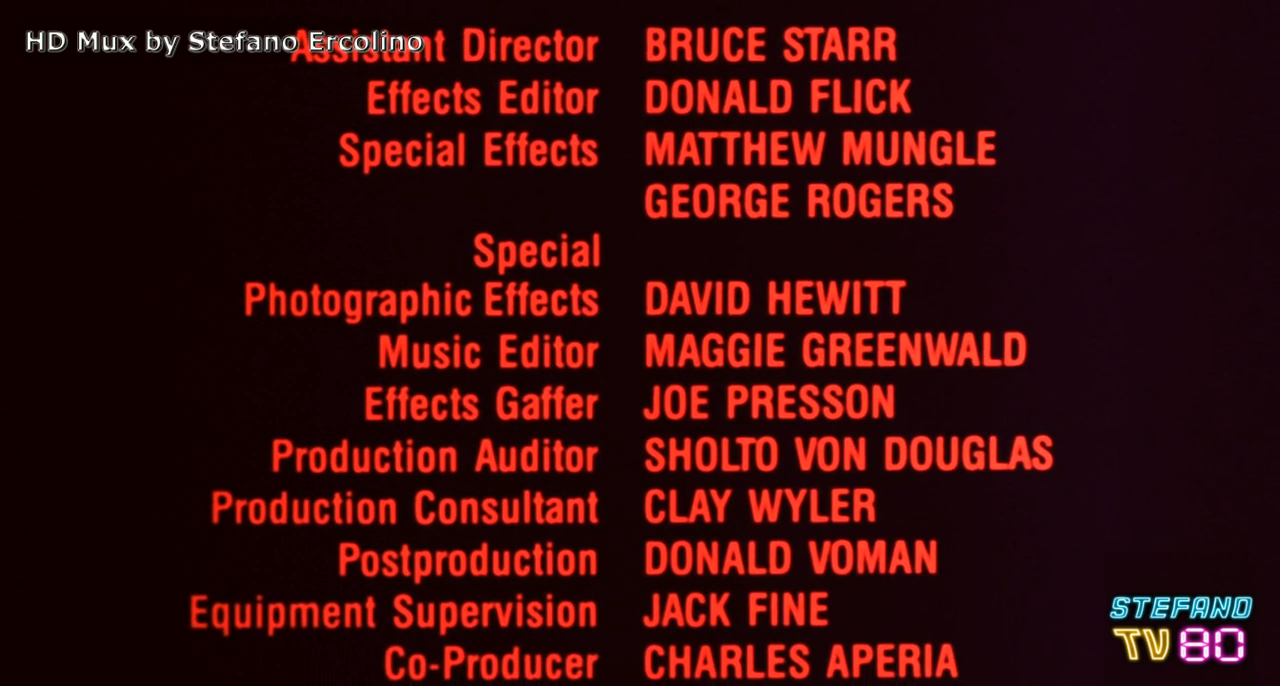 HD Mux by Stefano Ercolino
Assistant Director BRUCE STARR
Effects Editor DONALD FLICK
Special Effects MATTHEW MUNGLE
GEORGE ROGERS
Special
Photographic Effects DAVID HEWITT
Music Editor MAGGIE GREENWALD
Effects Gaffer JOE PRESSON
Production Auditor SHOLTO VON DOUGLAS
Production Consultant CLAY WYLER
Postproduction DONALD VOMAN
Equipment Supervision JACK FINE
Co-Producer CHARLES APERIA
STEFANO
TV80